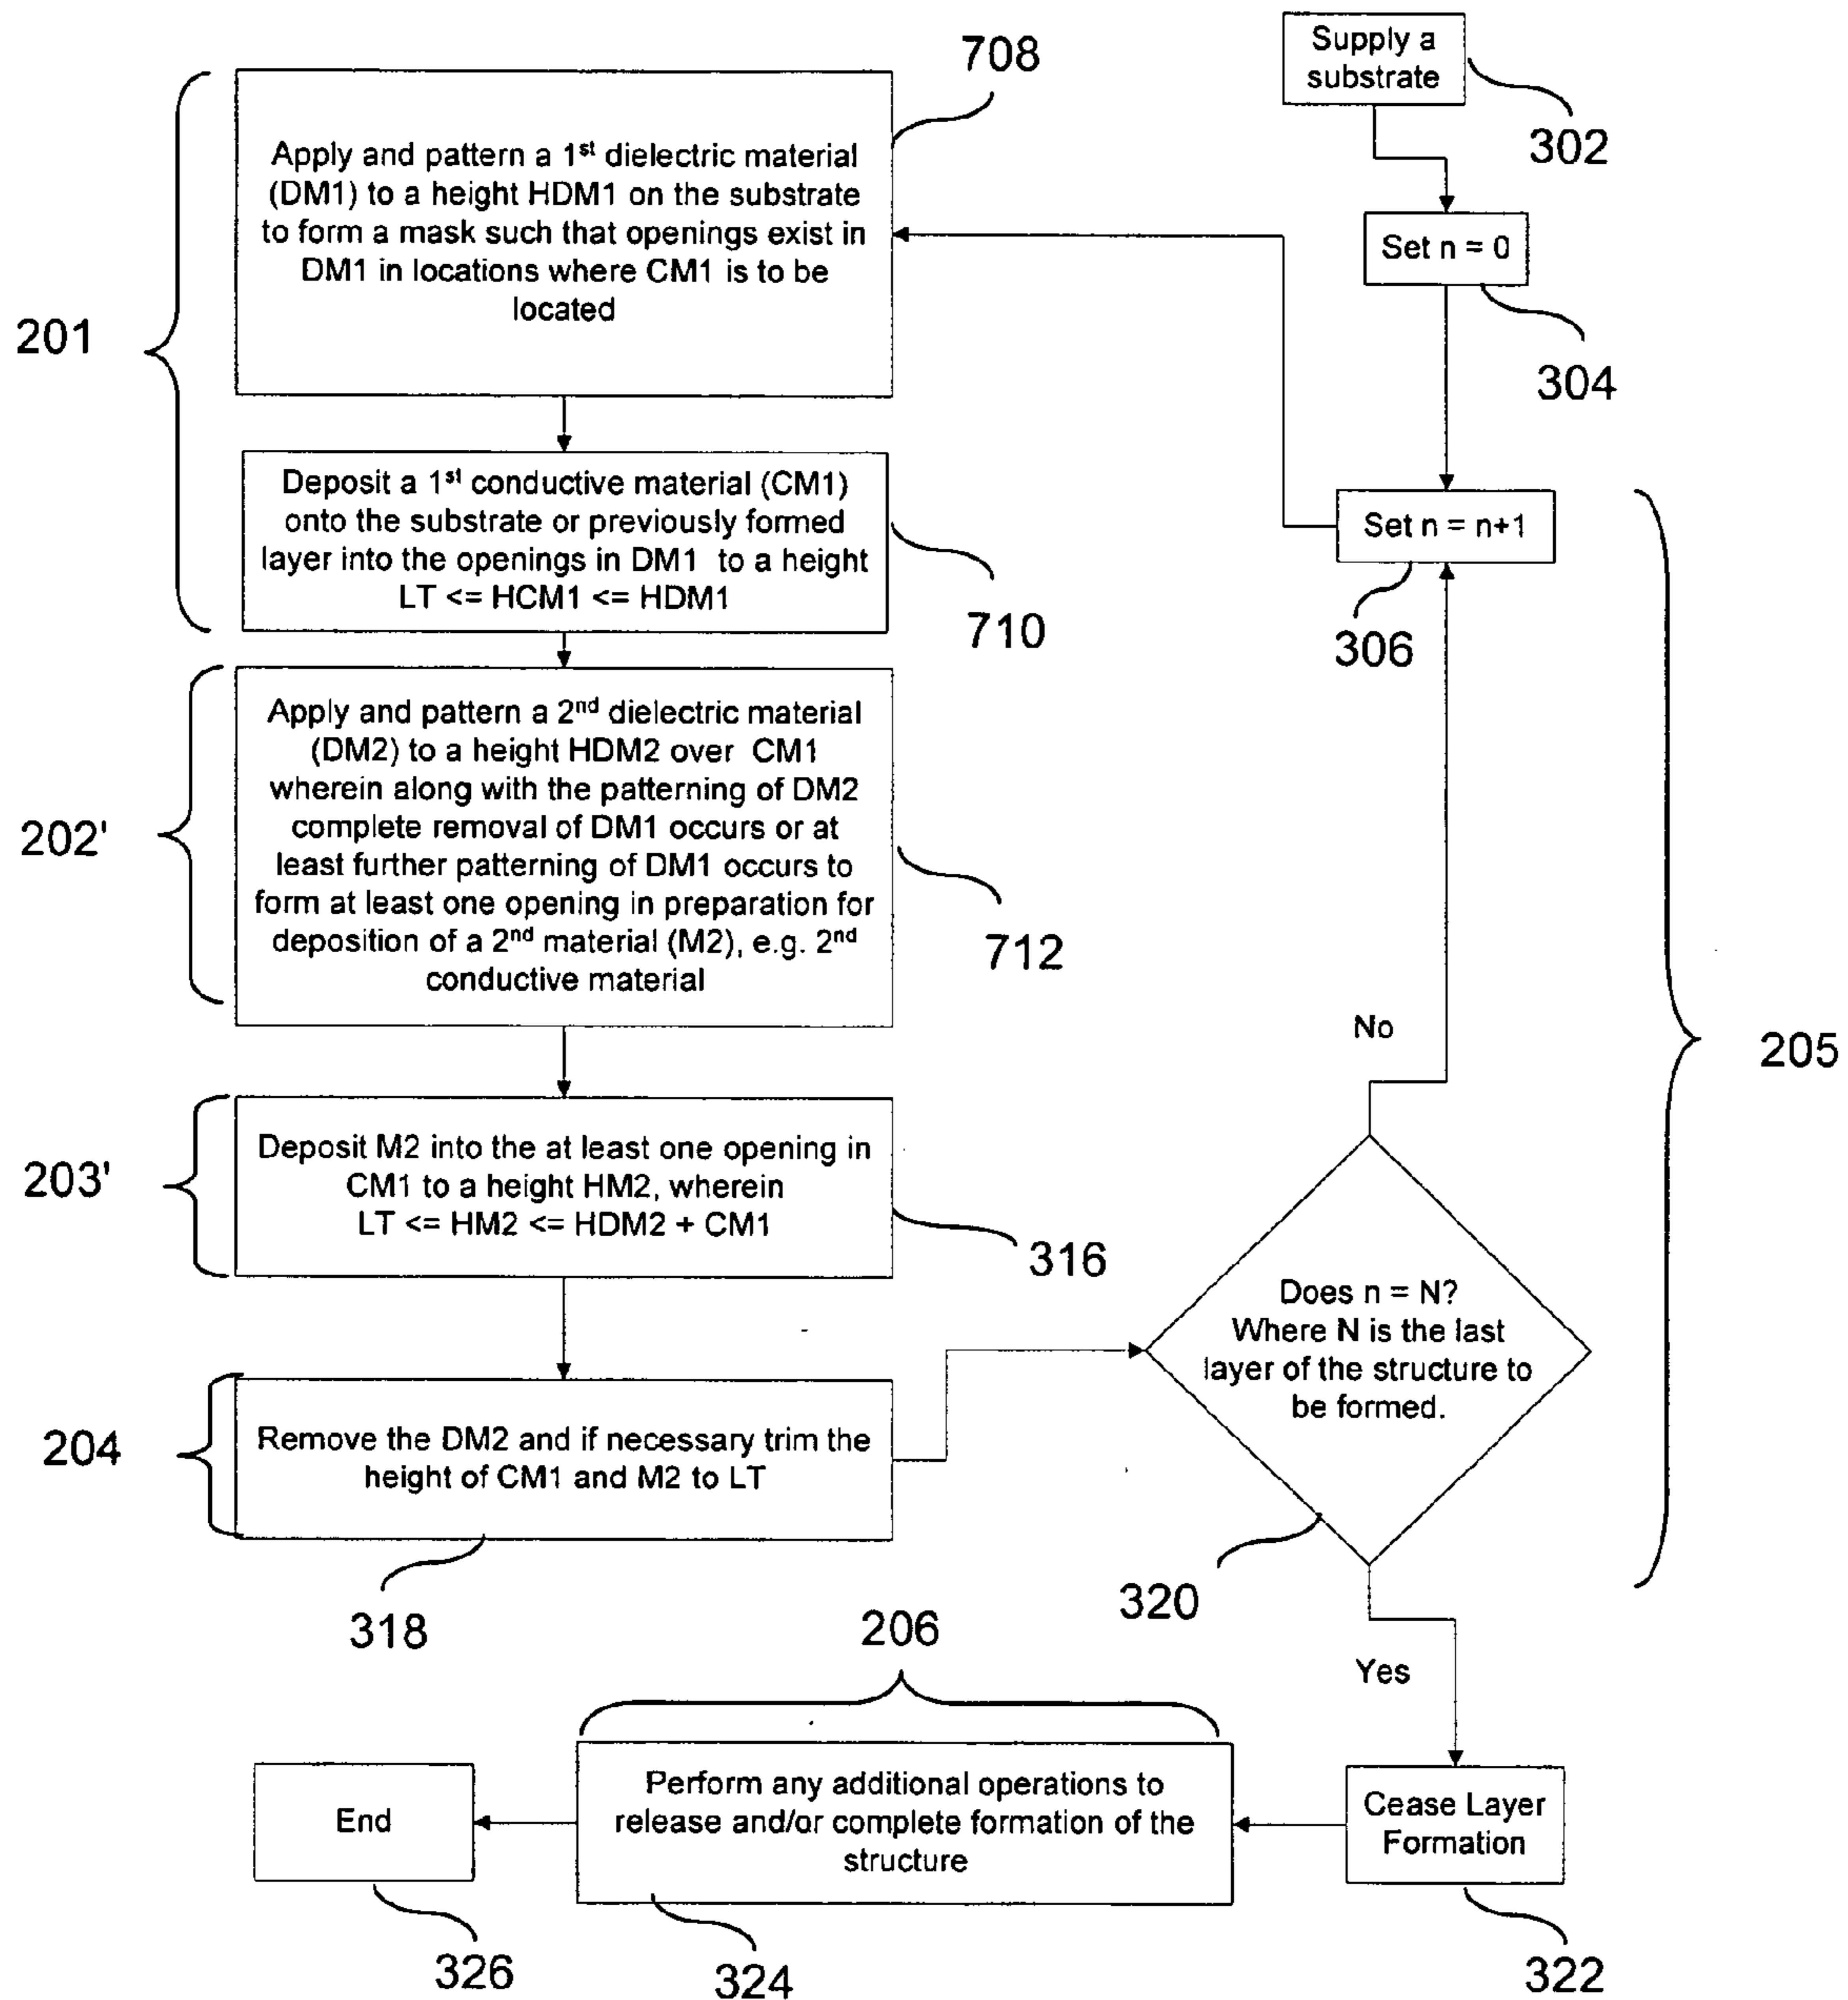 Supply a
substrate
302
Set n = 0
304
Set n = n+1
306
205
708
Apply and pattern a 1st dielectric material
(DM1) to a height HDM1 on the substrate
to form a mask such that openings exist in
DM1 in locations where CM1 is to be
located
201
Deposit a 1st conductive material (CM1)
onto the substrate or previously formed
layer into the openings in DM1 to a height
LT <= HCM1 <= HDM1
710
Apply and pattern a 2nd dielectric material
(DM2) to a height HDM2 over CM1
wherein along with the patterning of DM2
complete removal of DM1 occurs or at
least further patterning of DM1 occurs to
form at least one opening in preparation for
deposition of a 2nd material (M2), e.g. 2nd
conductive material
202'
712
Deposit M2 into the at least one opening in
CM1 to a height HM2, wherein
LT <= HM2 <= HDM2 + CM1
203'
316
Remove the DM2 and if necessary trim the
height of CM1 and M2 to LT
204
318
Does n = N?
Where N is the last
layer of the structure to
be formed.
320
No
Yes
Cease Layer
Formation
322
206
Perform any additional operations to
release and/or complete formation of the
structure
324
End
326